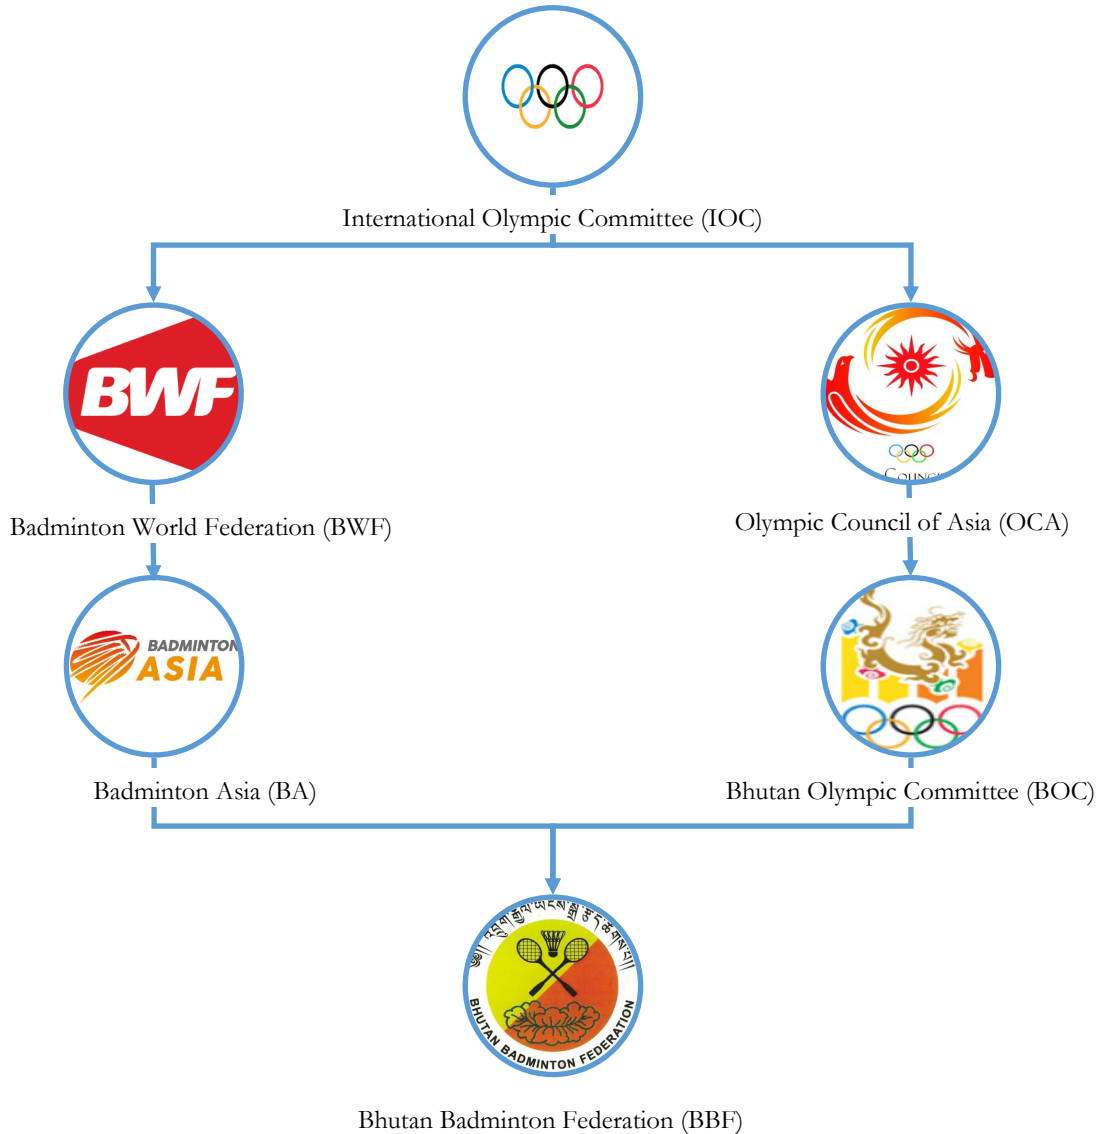 International Olympic Committee (IOC)
BWF
COUNC
Badminton World Federation (BWF)
Olympic Council of Asia (OCA)
BADMINTON
ASIA
Badminton Asia (BA)
Bhutan Olympic Committee (BOC)
BHUTAN BADMINTON FEDERATION
Bhutan Badminton Federation (BBF)